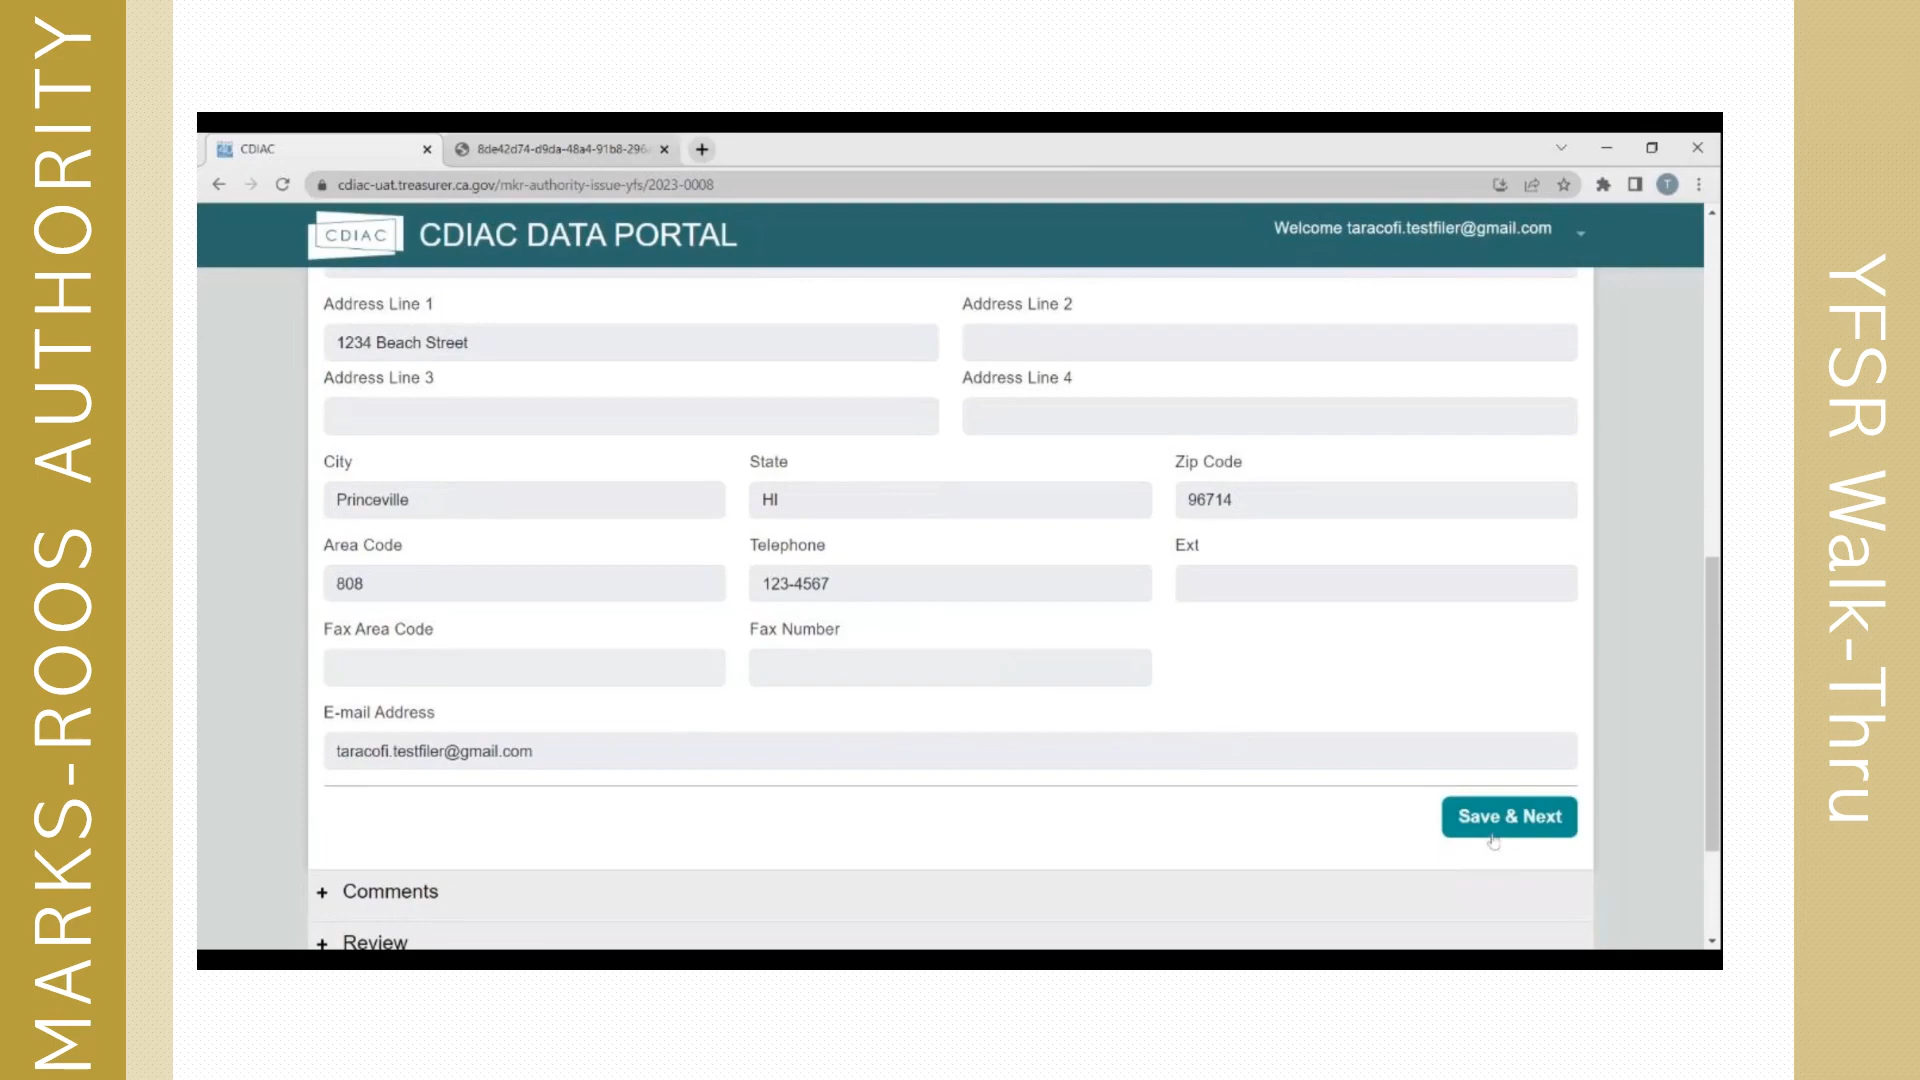 MARKS-ROOS AUTHORITY
CDIAC
8de42d74-d9da-48a4-91b8-296
cdiac-uat.treasurer.ca.gov/mkr-authority-issue-yfs/2023-0008
T
CDIAC
CDIAC DATA PORTAL
Welcome taracofi.testfiler@gmail.com
Address Line 1
Address Line 2
1234 Beach Street
Address Line 3
Address Line 4
City
State
Zip Code
Princeville
HI
96714
Area Code
Telephone
Ext
808
123-4567
Fax Area Code
Fax Number
E-mail Address
taracofi.testfiler@gmail.com
Save & Next
+ Comments
+ Review
YFSR Walk-Thru